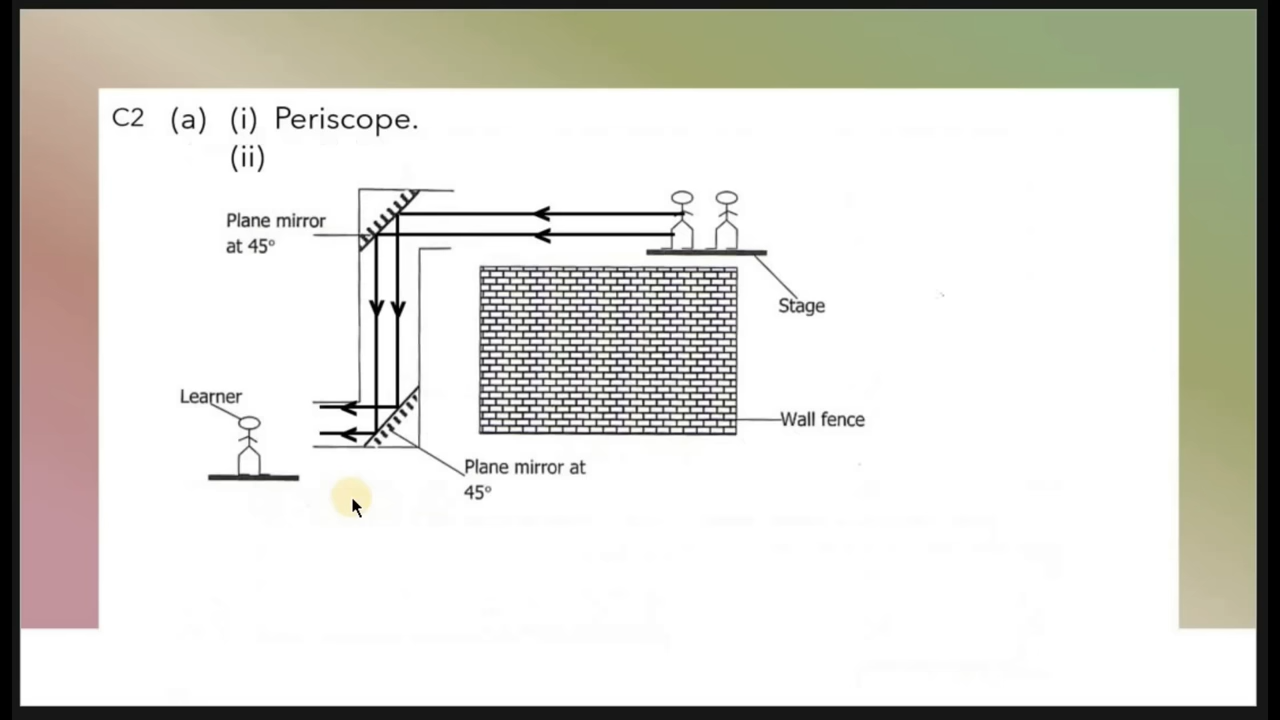 C2 (a) (i) Periscope.
(ii)
Plane mirror
at 45°
Stage
Learner
Wall fence
Plane mirror at
45°